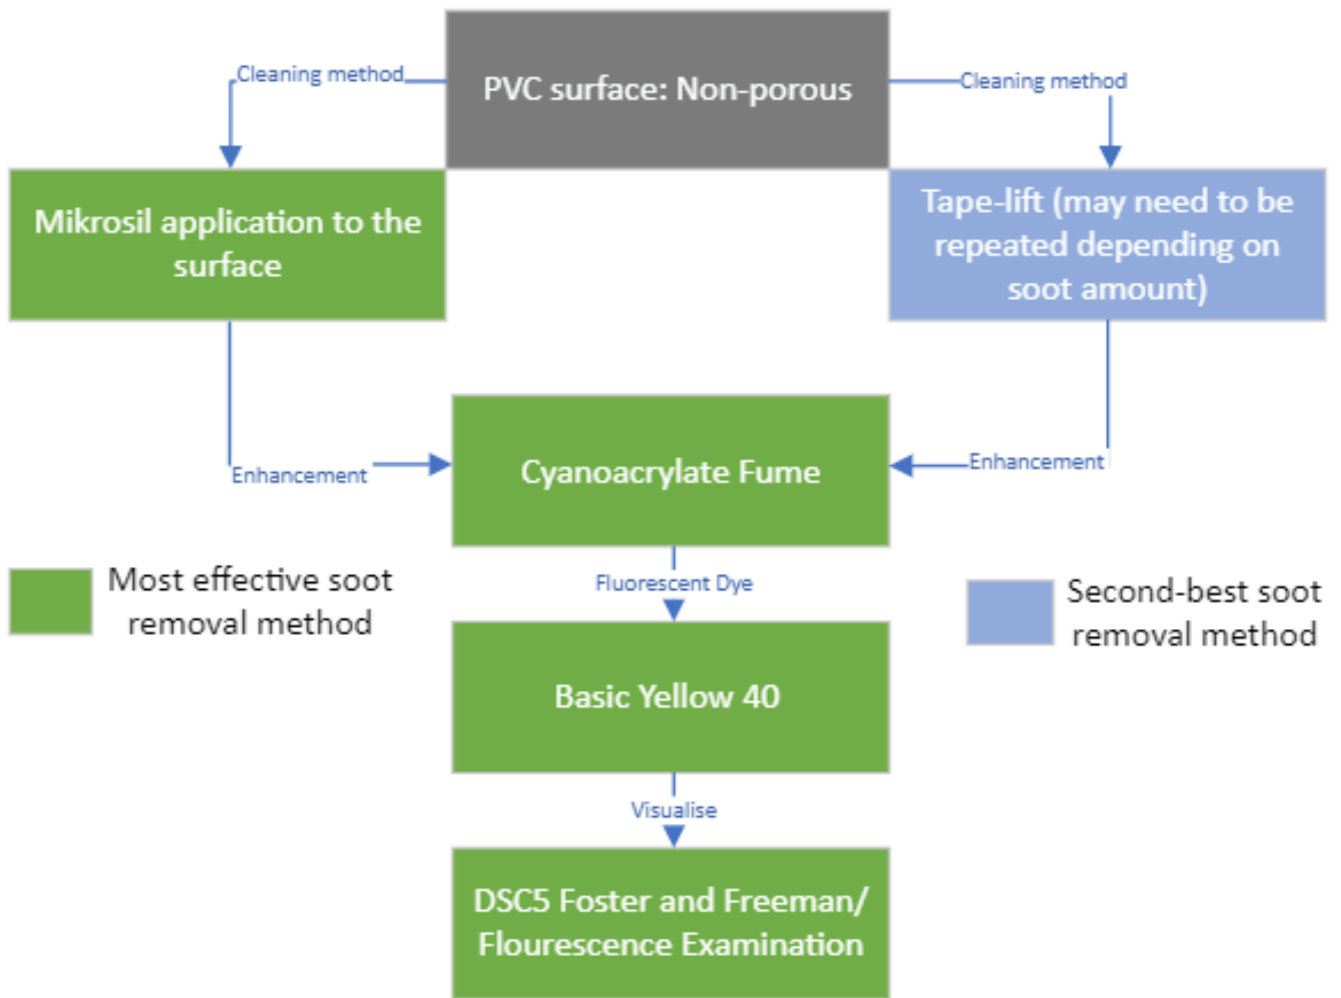 PVC surface: Non-porous
Cleaning method
Cleaning method
Mikrosil application to the
surface
Tape-lift (may need to be
repeated depending on
soot amount)
Enhancement
Enhancement
Cyanoacrylate Fume
Most effective soot
removal method
Second-best soot
removal method
Fluorescent Dye
Basic Yellow 40
Visualise
DSC5 Foster and Freeman/
Flourescence Examination